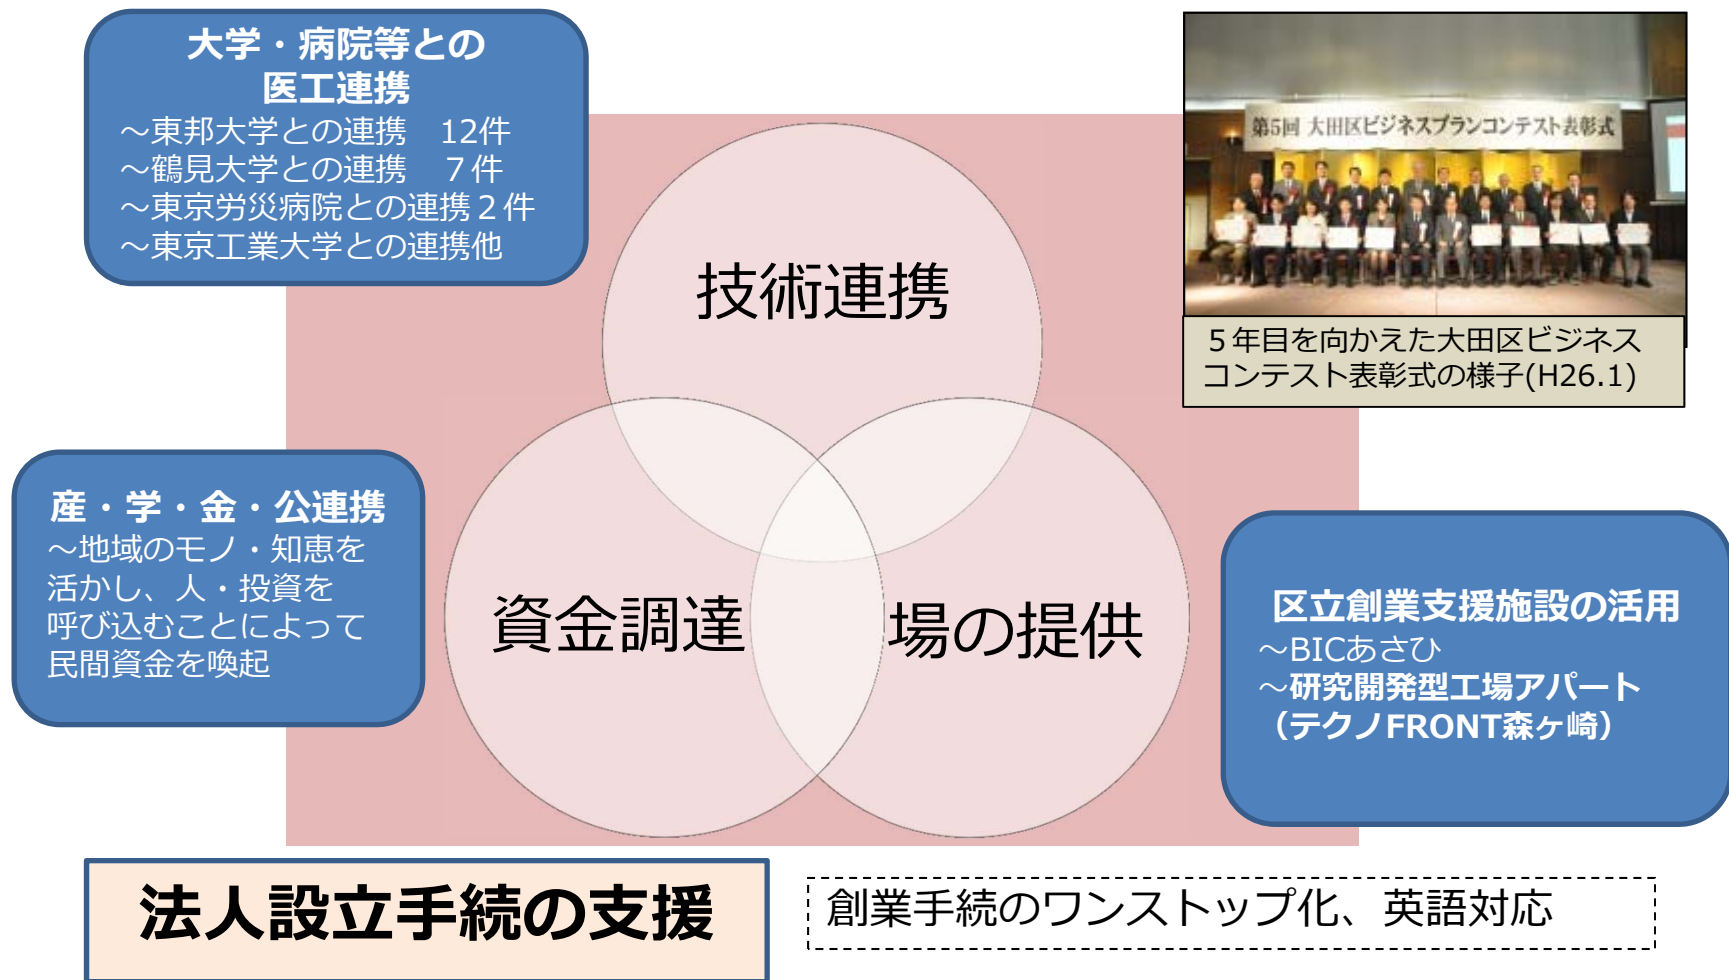 大学・病院等との
医工連携
～東邦大学との連携　12件
～鶴見大学との連携　７件
～東京労災病院との連携２件
～東京工業大学との連携他
第5回 大田区ビジネスプランコンテスト表彰式
５年目を向かえた大田区ビジネス
コンテスト表彰式の様子(H26.1)
技術連携
産・学・金・公連携
～地域のモノ・知恵を
活かし、人・投資を
呼び込むことによって
民間資金を喚起
資金調達
場の提供
区立創業支援施設の活用
～BICあさひ
～研究開発型工場アパート
（テクノFRONT森ヶ崎）
法人設立手続の支援
創業手続のワンストップ化、英語対応